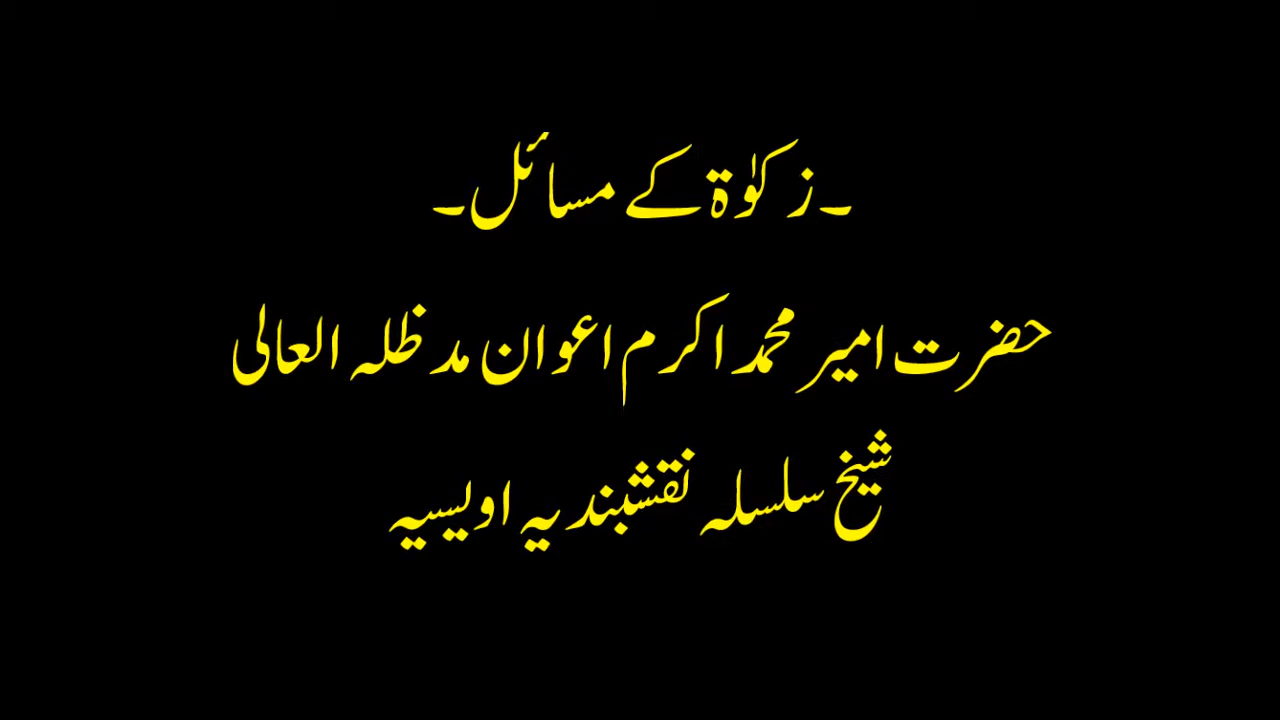 ۔زکوٰۃ کے مسائل۔
حضرت امیر محمد اکرم اعوان مدظلہ العالی
شیخ سلسلہ نقشبندیہ اویسیہ